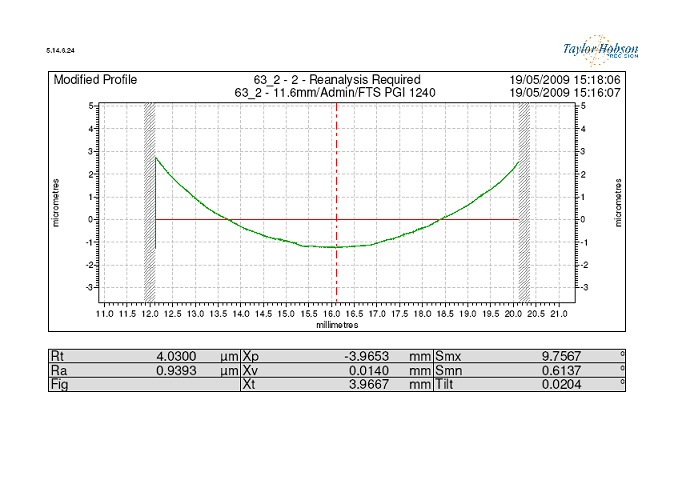 5.14.6.24
Taylor Hobson
PRECISION
Modified Profile 63_2 - 2 - Reanalysis Required 19/05/2009 15:18:06
63_2 - 11.6mm/Admin/FTS PGI 1240 19/05/2009 15:16:07
5 5
4 4
3 3
2 2
1 1
0 0
-1 -1
-2 -2
-3 -3
micrometres micrometres
11.0 11.5 12.0 12.5 13.0 13.5 14.0 14.5 15.0 15.5 16.0 16.5 17.0 17.5 18.0 18.5 19.0 19.5 20.0 20.5 21.0
millimetres
Rt 4.0300 µm Xp -3.9653 mm Smx 9.7567 º
Ra 0.9393 µm Xv 0.0140 mm Smn 0.6137 º
Fig Xt 3.9667 mm Tilt 0.0204 º